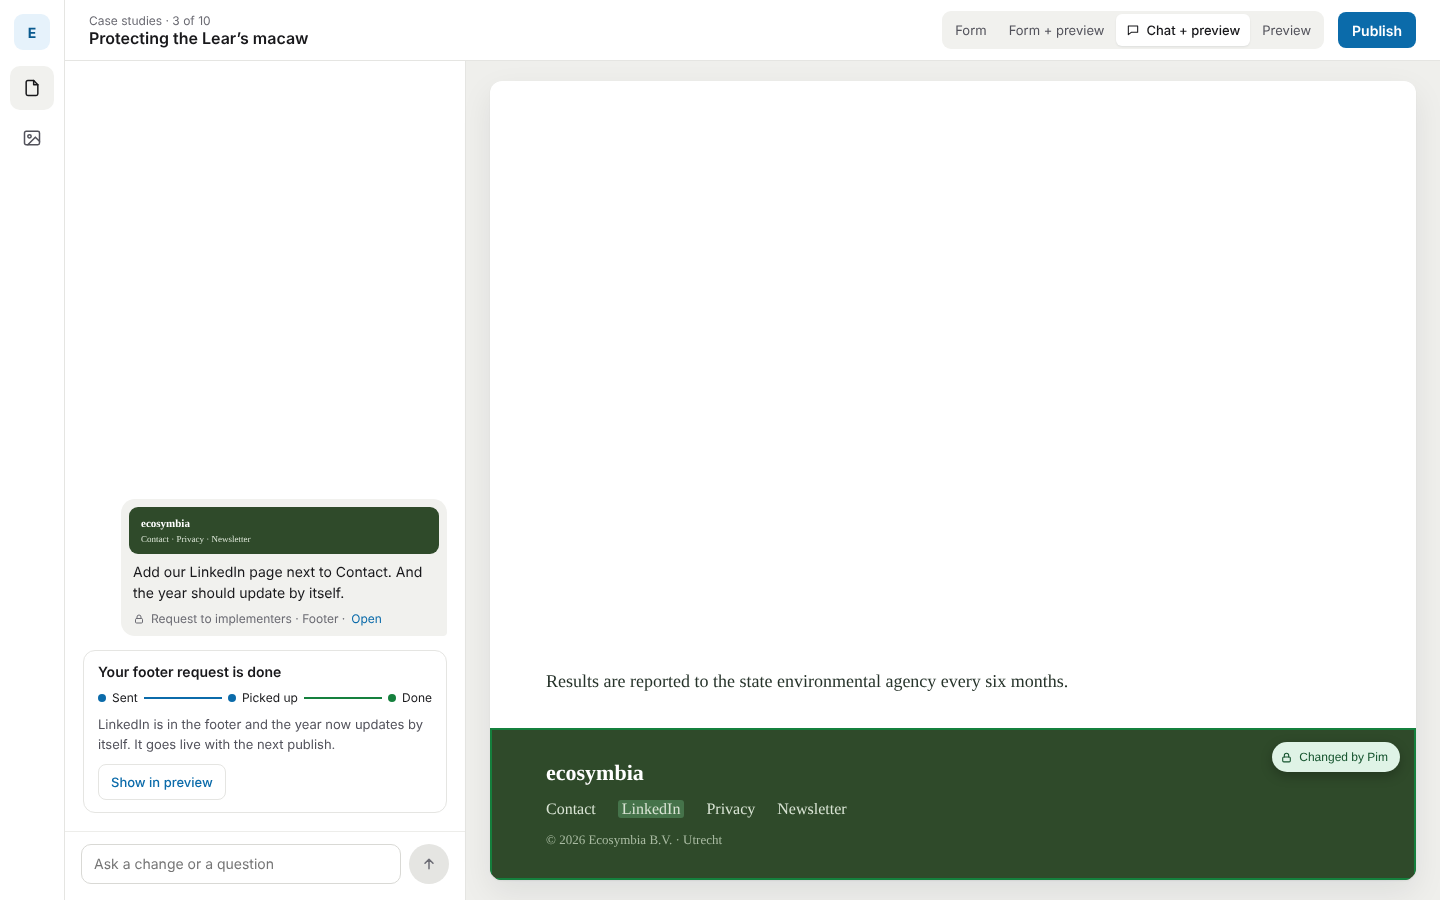 E
Case studies · 3 of 10
Protecting the Lear’s macaw
Form
Form + preview
Chat + preview
Preview
Publish
ecosymbia
Contact · Privacy · Newsletter
Add our LinkedIn page next to Contact. And
the year should update by itself.
Request to implementers · Footer · Open
Your footer request is done
Sent
Picked up
Done
LinkedIn is in the footer and the year now updates by
itself. It goes live with the next publish.
Show in preview
Ask a change or a question
Results are reported to the state environmental agency every six months.
Changed by Pim
ecosymbia
Contact LinkedIn Privacy Newsletter
© 2026 Ecosymbia B.V. · Utrecht